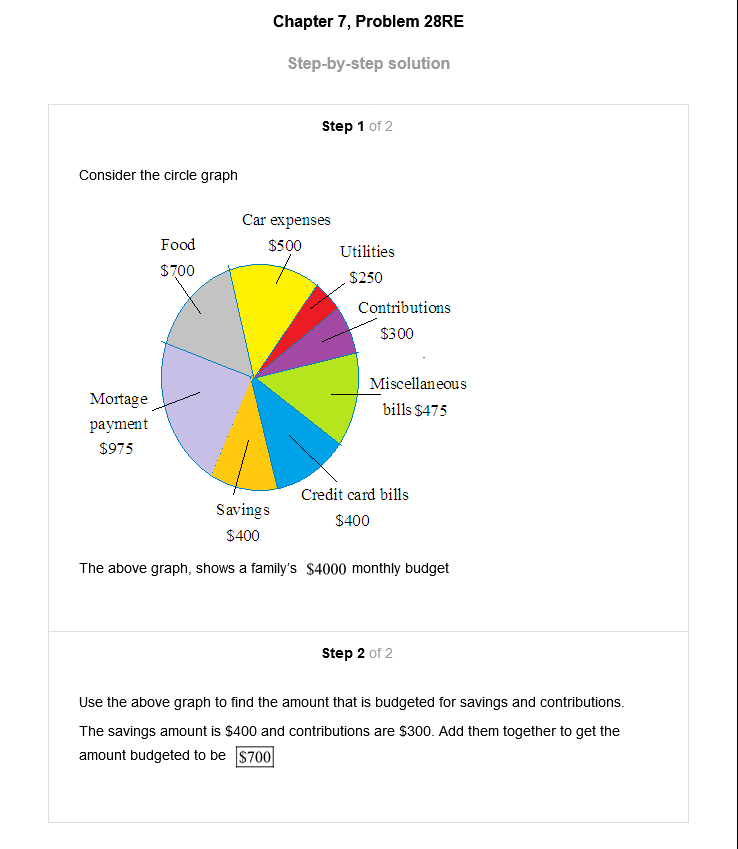 Chapter 7, Problem 28RE
Step-by-step solution
Step 1 of 2
Consider the circle graph
Car expenses
$500
Food
$700
Utilities
$250
Contributions
$300
Miscellaneous
bills $475
Mortage
payment
$975
Credit card bills
$400
Savings
$400
The above graph, shows a family's $4000 monthly budget
Step 2 of 2
Use the above graph to find the amount that is budgeted for savings and contributions.
The savings amount is $400 and contributions are $300. Add them together to get the
amount budgeted to be $700